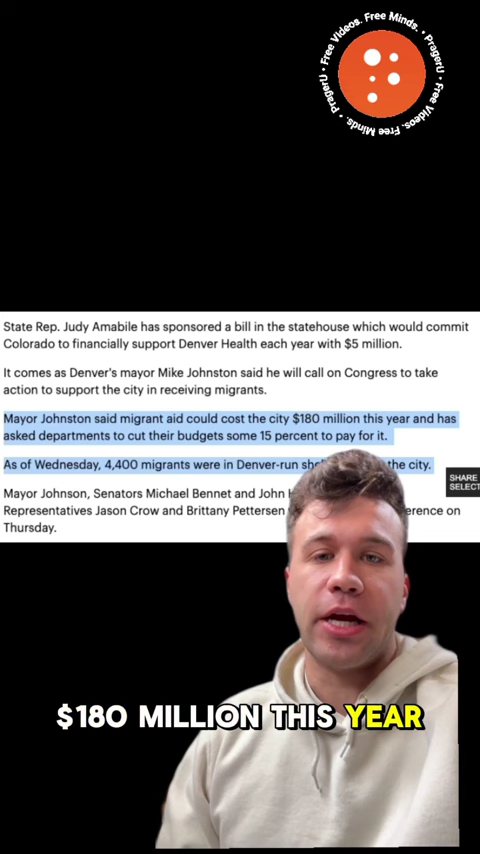 PragerU • Free Videos. Free Minds. • PragerU • Free Videos. Free Minds. •
State Rep. Judy Amabile has sponsored a bill in the statehouse which would commit
Colorado to financially support Denver Health each year with $5 million.
It comes as Denver's mayor Mike Johnston said he will call on Congress to take
action to support the city in receiving migrants.
Mayor Johnston said migrant aid could cost the city $180 million this year and has
asked departments to cut their budgets some 15 percent to pay for it.
As of Wednesday, 4,400 migrants were in Denver-run the city.
Mayor Johnson, Senators Michael Bennet and John
Representatives Jason Crow and Brittany Pettersen on
Thursday.
SHARE
SELECT
$180 MILLION THIS YEAR